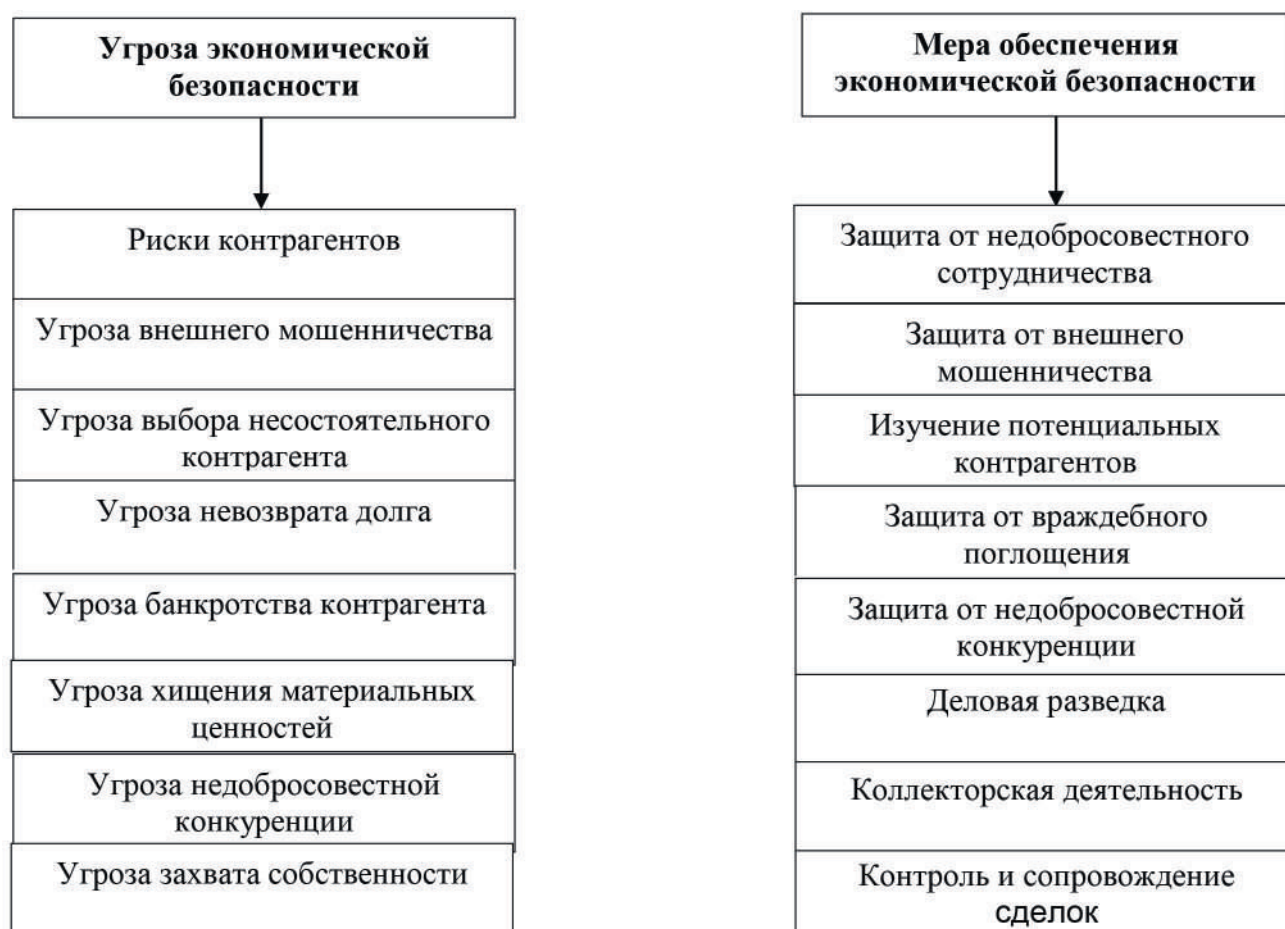 Угроза экономической
безопасности
Риски контрагентов
Угроза внешнего мошенничества
Угроза выбора несостоятельного
контрагента
Угроза невозврата долга
Угроза банкротства контрагента
Угроза хищения материальных
ценностей
Угроза недобросовестной
конкуренции
Угроза захвата собственности
Мера обеспечения
экономической безопасности
Защита от недобросовестного
сотрудничества
Защита от внешнего
мошенничества
Изучение потенциальных
контрагентов
Защита от враждебного
поглощения
Защита от недобросовестной
конкуренции
Деловая разведка
Коллекторская деятельность
Контроль и сопровождение
сделок